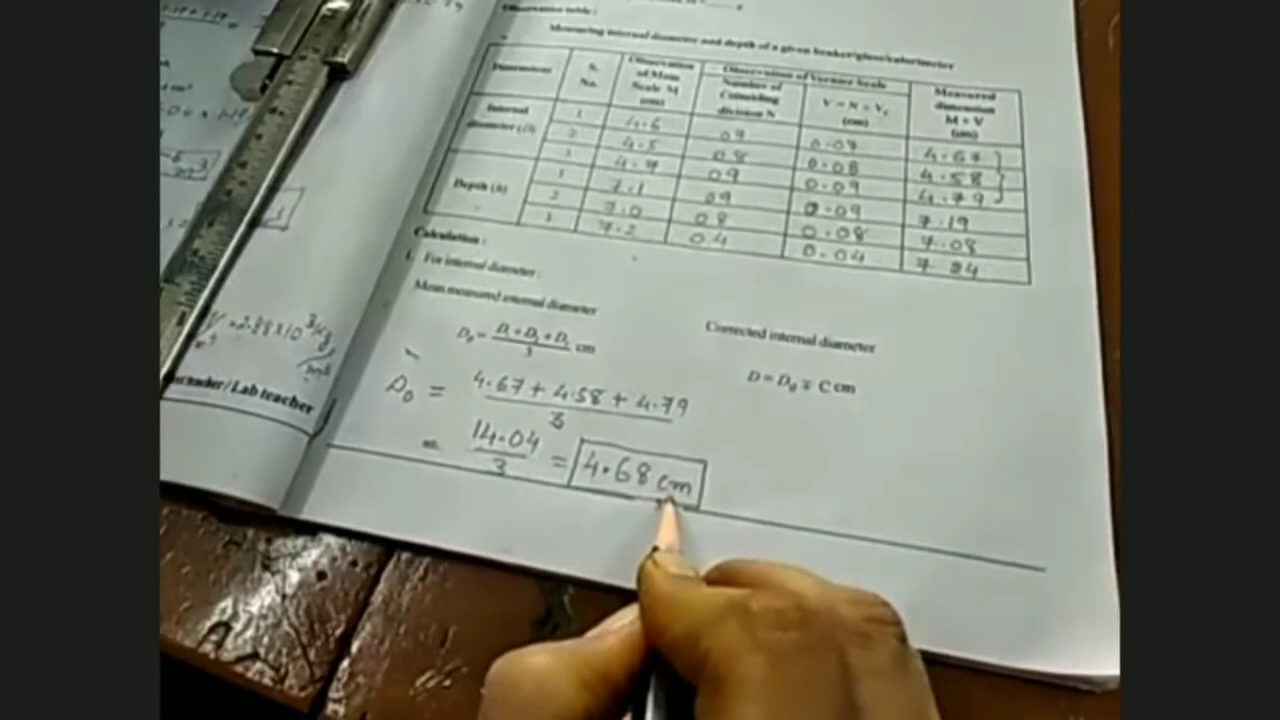 Observation table :
Measuring internal diameter and depth of a given beaker/glass/calorimeter
Dimensions S. No. Observation of Main Scale M (cm) Observation of Vernier Scale Measured dimension M + V (cm)
Number of Coinciding division N V = N × Vc (cm)
Internal diameter (D) 1 4.6 07 0.07 4.67
2 4.5 08 0.08 4.58
3 4.7 09 0.09 4.79
Depth (h) 1 7.1 09 0.09 7.19
2 7.0 08 0.08 7.08
3 7.2 04 0.04 7.24
Calculation :
1. For internal diameter :
Mean measured internal diameter
D₀ = D₁ + D₂ + D₃ / 3 cm
Corrected internal diameter
D = D₀ ∓ C cm
D₀ = 4.67 + 4.58 + 4.79 / 3
= 14.04 / 3 = 4.68 cm
/ Lab teacher